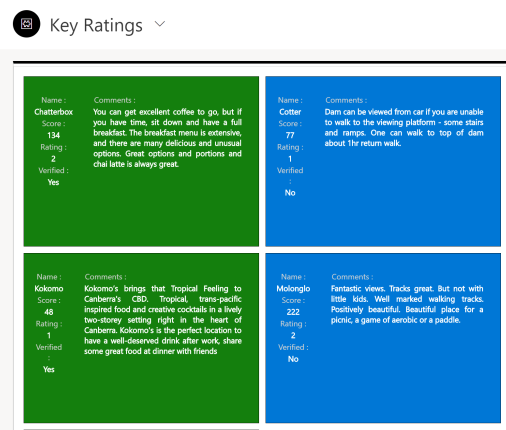 Key Ratings
Name :
Chatterbox
Score :
134
Rating :
2
Verified :
Yes
Comments :
You can get excellent coffee to go, but if
you have time, sit down and have a full
breakfast. The breakfast menu is extensive,
and there are many delicious and unusual
options. Great options and portions and
chai latte is always great.
Name :
Cotter
Score :
77
Rating :
1
Verified
:
No
Comments :
Dam can be viewed from car if you are unable
to walk to the viewing platform - some stairs
and ramps. One can walk to top of dam
about 1hr return walk.
Name :
Kokomo
Score :
48
Rating :
1
Verified
:
Yes
Comments :
Kokomo's brings that Tropical Feeling to
Canberra's CBD. Tropical, trans-pacific
inspired food and creative cocktails in a lively
two-storey setting right in the heart of
Canberra. Kokomo's is the perfect location to
have a well-deserved drink after work, share
some great food at dinner with friends
Name :
Molonglo
Score :
222
Rating :
2
Verified :
No
Comments :
Fantastic views. Tracks great. But not with
little kids. Well marked walking tracks.
Positively beautiful. Beautiful place for a
picnic, a game of aerobic or a paddle.